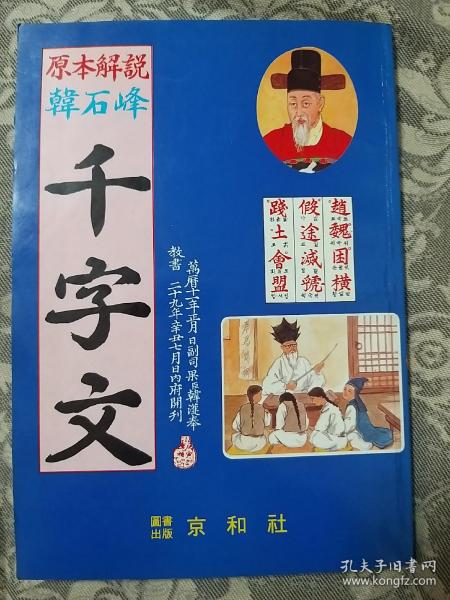 原本解説
韓石峰
千字文
萬曆十一年正月 日副司果臣韓濩奉
教書 二十九年辛丑七月日內府開刊
趙魏困橫
假途滅虢
踐土會盟
圖書出版 京和社
孔夫子旧书网
www.kongfz.com